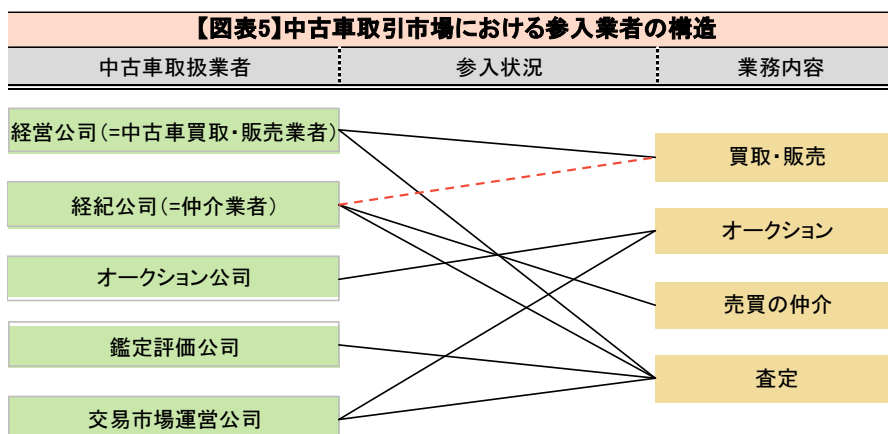 【図表5】中古車取引市場における参入業者の構造
中古車取扱業者 参入状況 業務内容
経営公司(=中古車買取・販売業者)
買取・販売
経紀公司(=仲介業者)
オークション
オークション公司
売買の仲介
鑑定評価公司
査定
交易市場運営公司